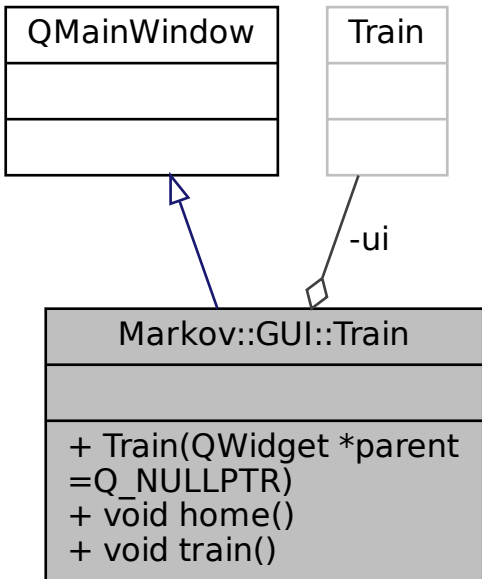 QMainWindow
Train
-ui
Markov::GUI::Train
+ Train(QWidget *parent
=Q_NULLPTR)
+ void home()
+ void train()